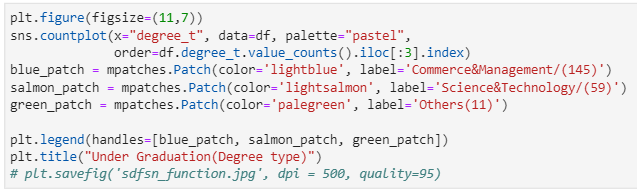 plt.figure(figsize=(11,7))
sns.countplot(x="degree_t", data=df, palette="pastel",
              order=df.degree_t.value_counts().iloc[:3].index)
blue_patch = mpatches.Patch(color='lightblue', label='Commerce&Management/(145)')
salmon_patch = mpatches.Patch(color='lightsalmon', label='Science&Technology/(59)')
green_patch = mpatches.Patch(color='palegreen', label='Others(11)')

plt.legend(handles=[blue_patch, salmon_patch, green_patch])
plt.title("Under Graduation(Degree type)")
# plt.savefig('sdfsn_function.jpg', dpi = 500, quality=95)